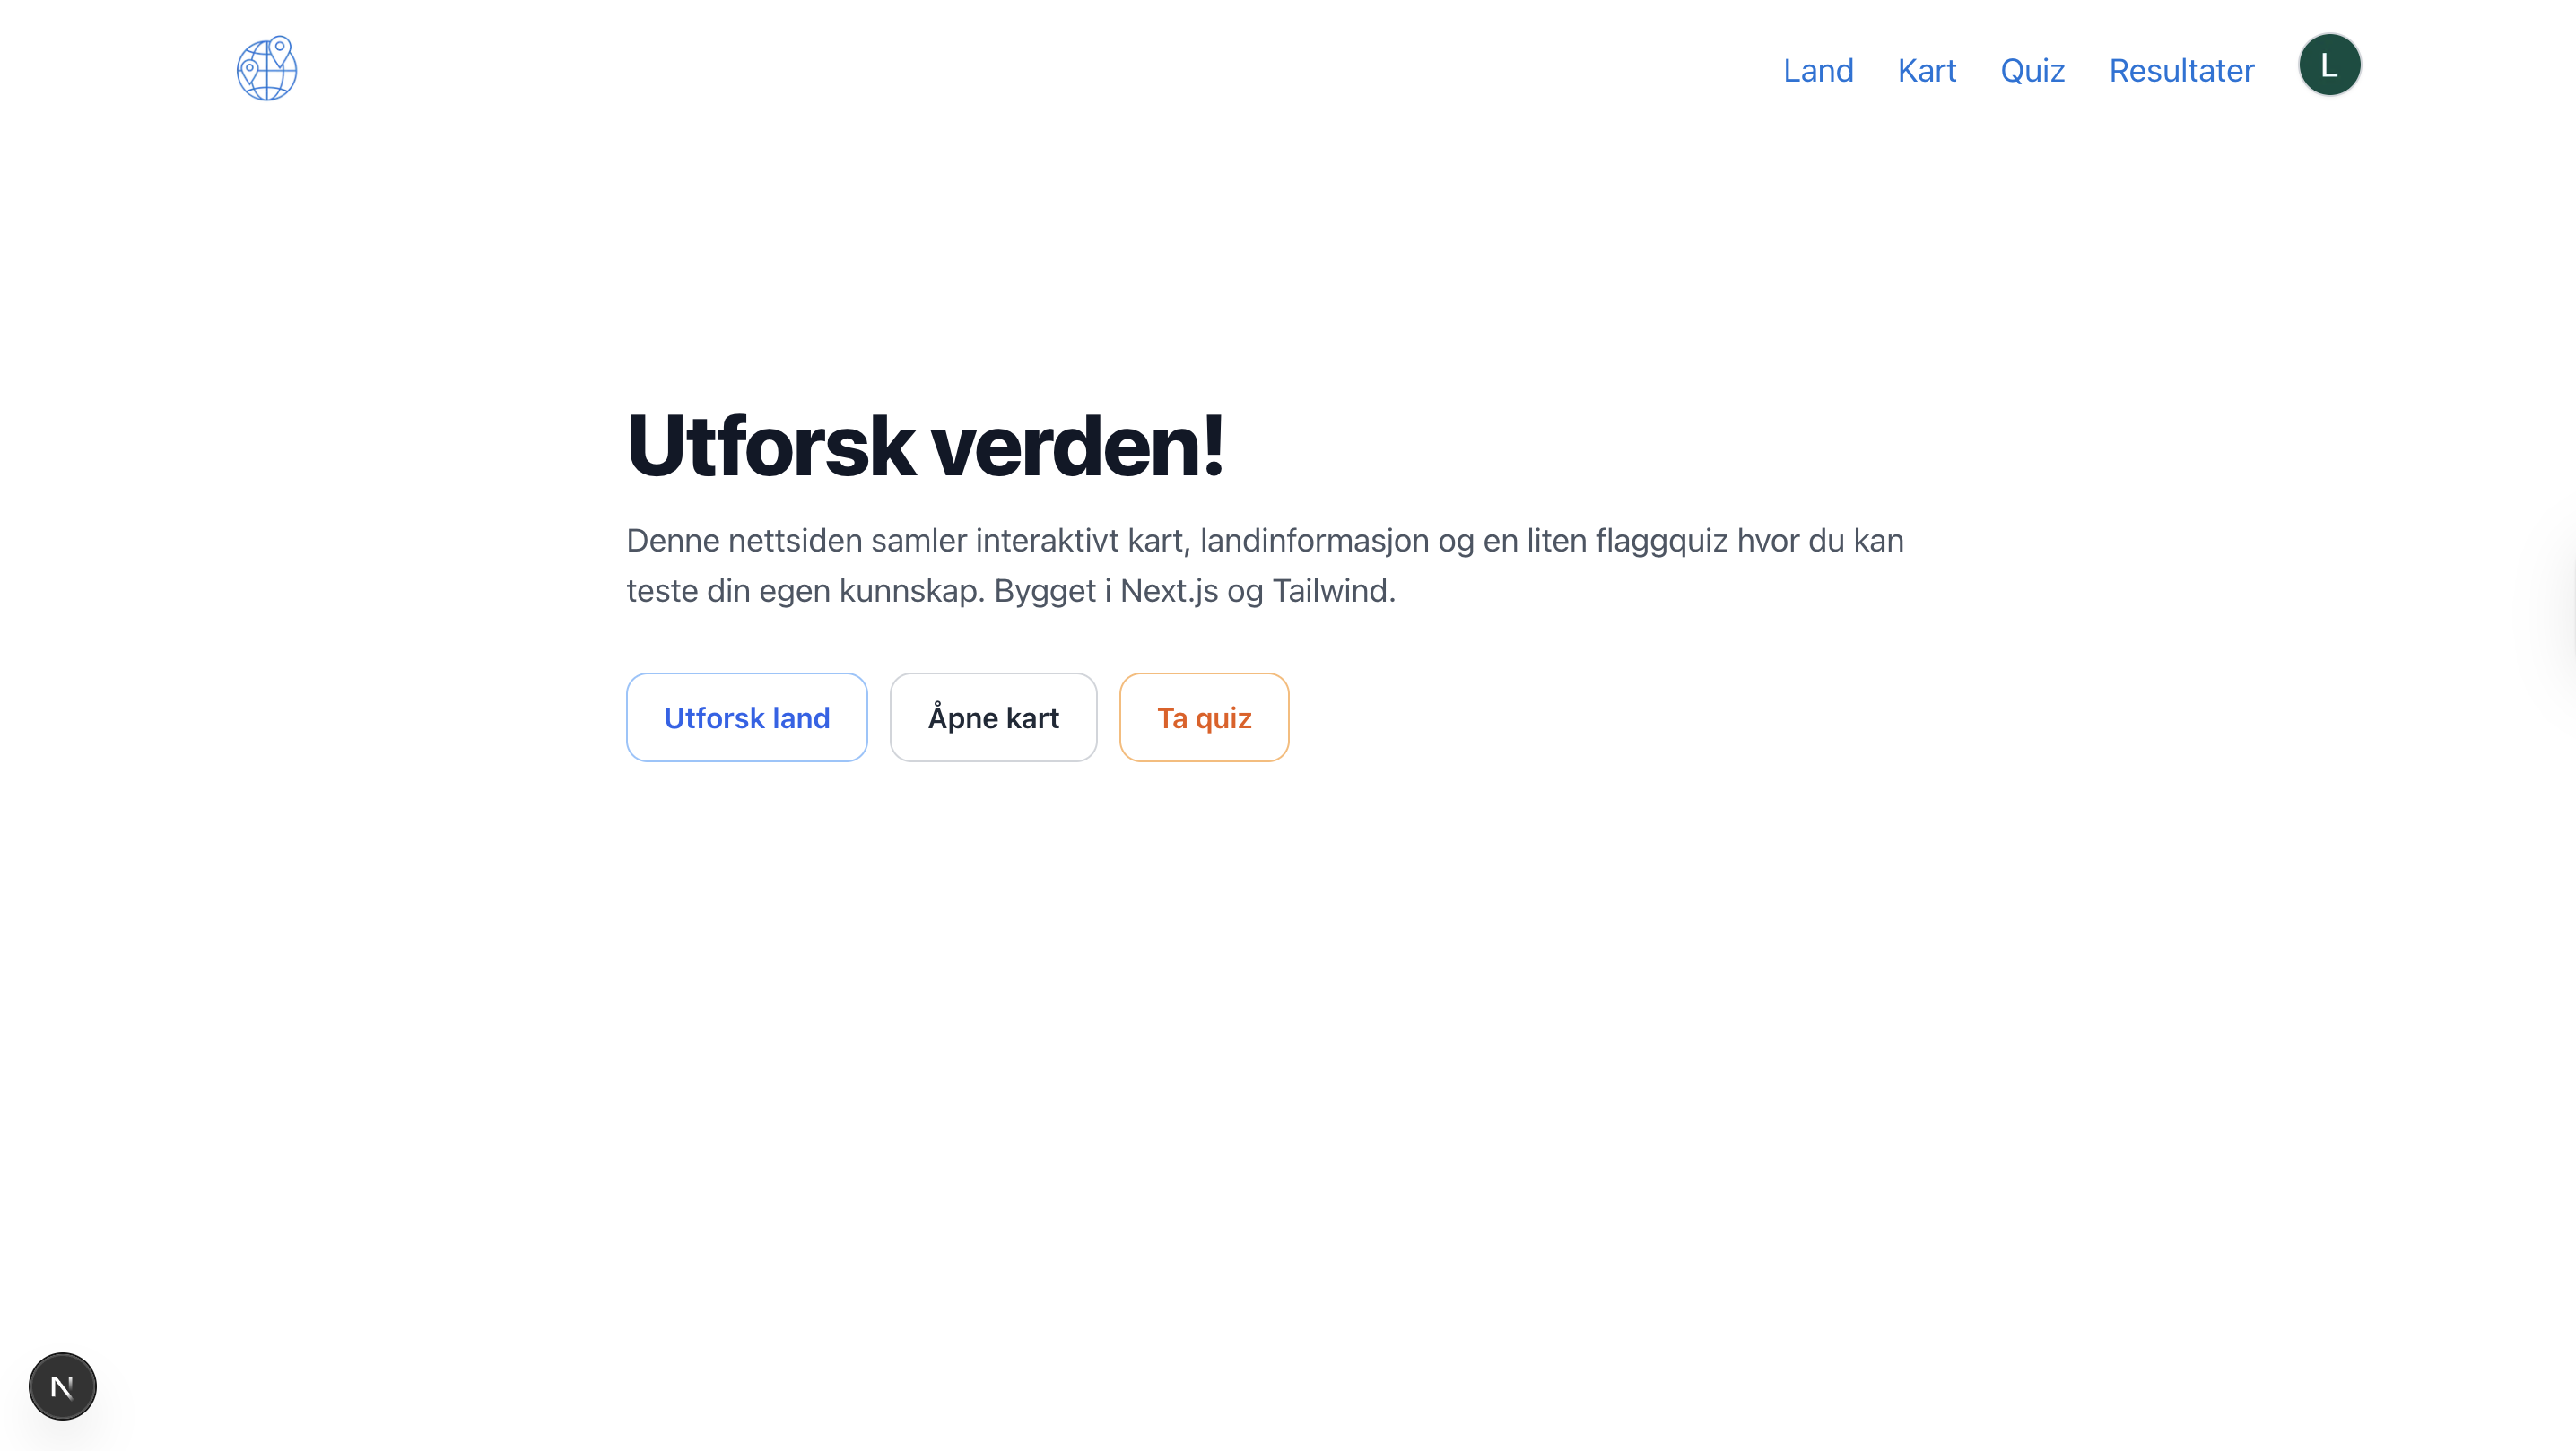 Land Kart Quiz Resultater L
Utforsk verden!
Denne nettsiden samler interaktivt kart, landinformasjon og en liten flaggquiz hvor du kan
teste din egen kunnskap. Bygget i Next.js og Tailwind.
Utforsk land Åpne kart Ta quiz
N